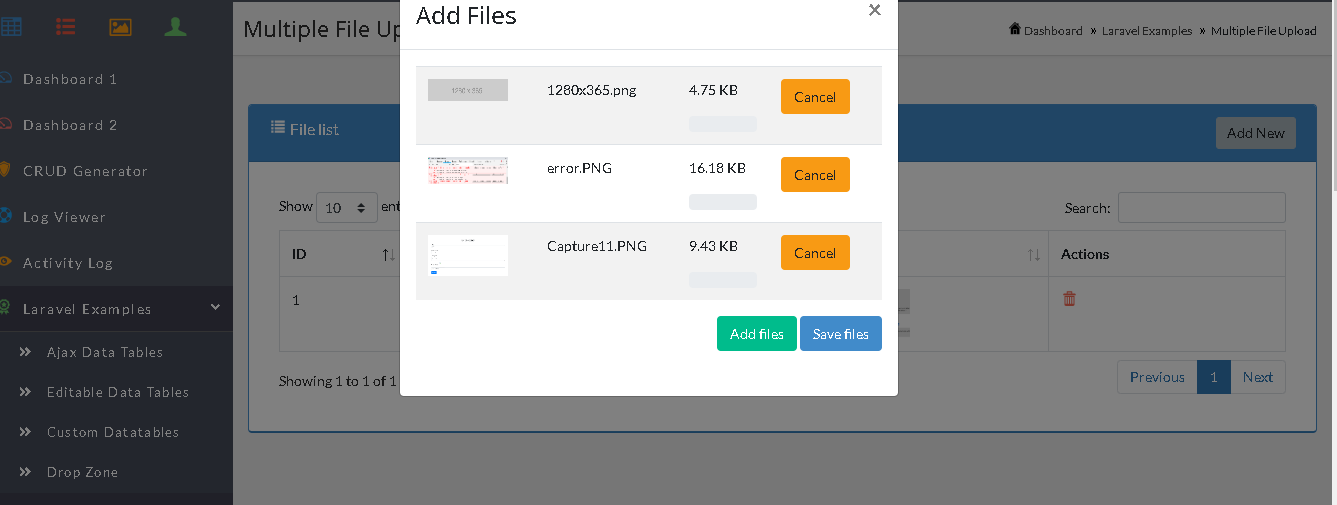 Multiple File Up
Dashboard » Laravel Examples » Multiple File Upload
Dashboard 1
Dashboard 2
CRUD Generator
Log Viewer
Activity Log
Laravel Examples
Ajax Data Tables
Editable Data Tables
Custom Datatables
Drop Zone
File list
Add New
Show 10 ent
Search:
ID
Actions
1
Showing 1 to 1 of 1
Previous 1 Next
Add Files
×
1280 x 365
1280x365.png 4.75 KB Cancel
error.PNG 16.18 KB Cancel
Capture11.PNG 9.43 KB Cancel
Add files Save files